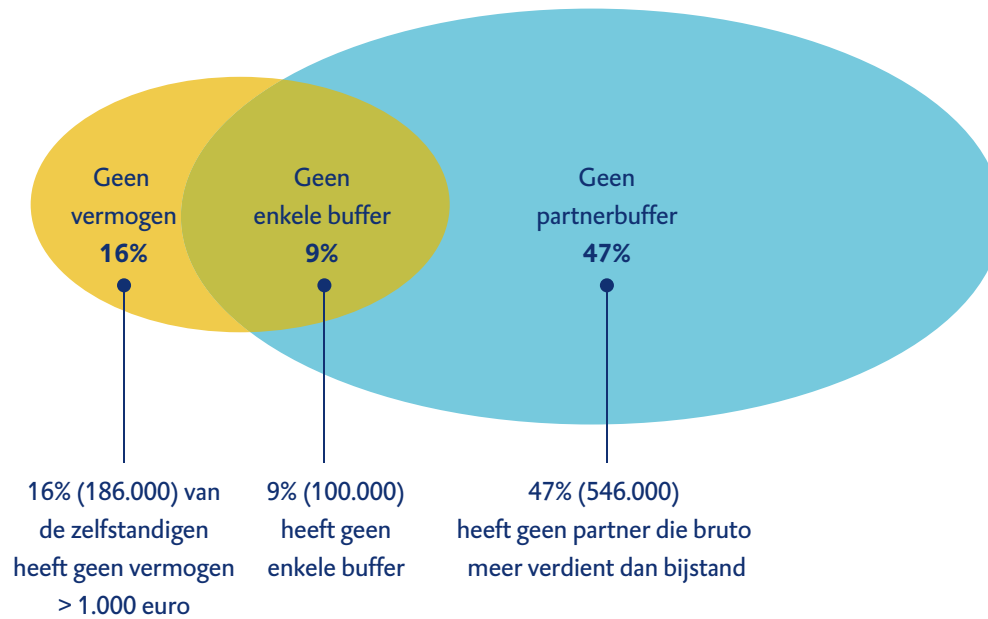 Geen
vermogen
16%
Geen
enkele buffer
9%
Geen
partnerbuffer
47%
16% (186.000) van
de zelfstandigen
heeft geen vermogen
> 1.000 euro
9% (100.000)
heeft geen
enkele buffer
47% (546.000)
heeft geen partner die bruto
meer verdient dan bijstand